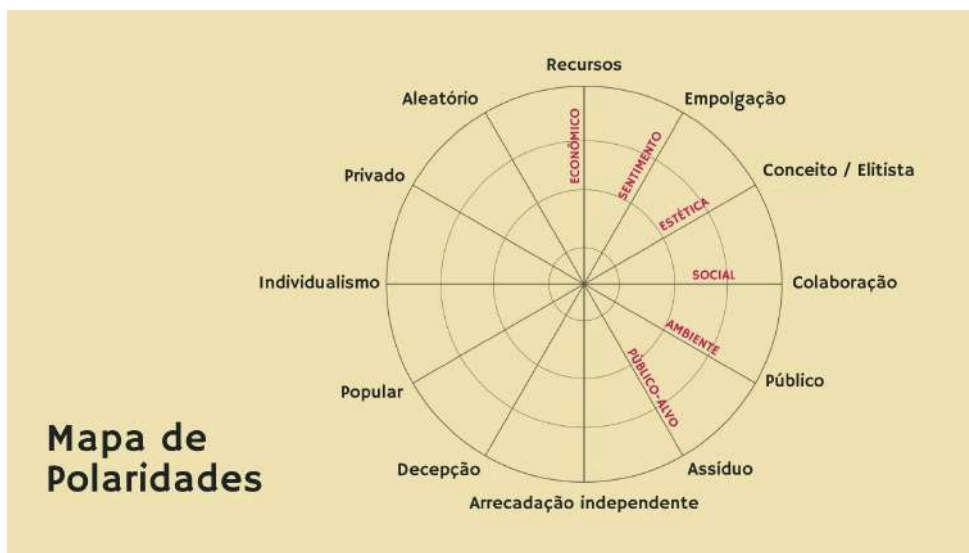 Recursos
Aleatório
Empolgação
Privado
Conceito / Elitista
Individualismo
Colaboração
Popular
Público
Decepção
Assíduo
Arrecadação independente
ECONÔMICO
SENTIMENTO
ESTÉTICA
SOCIAL
AMBIENTE
PÚBLICO-ALVO
Mapa de
Polaridades